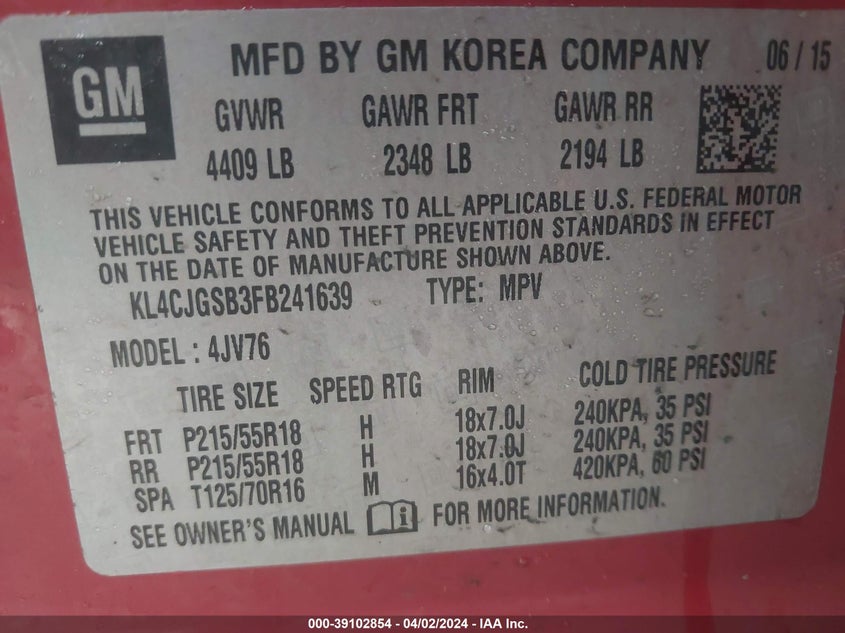 GM
MFD BY GM KOREA COMPANY 06 / 15
GVWR GAWR FRT GAWR RR
4409 LB 2348 LB 2194 LB
THIS VEHICLE CONFORMS TO ALL APPLICABLE U.S. FEDERAL MOTOR
VEHICLE SAFETY AND THEFT PREVENTION STANDARDS IN EFFECT
ON THE DATE OF MANUFACTURE SHOWN ABOVE.
KL4CJGSB3FB241639 TYPE: MPV
MODEL : 4JV76
TIRE SIZE SPEED RTG RIM COLD TIRE PRESSURE
FRT P215/55R18 H 18x7.0J 240KPA, 35 PSI
RR P215/55R18 H 18x7.0J 240KPA, 35 PSI
SPA T125/70R16 M 16x4.0T 420KPA, 60 PSI
SEE OWNER'S MANUAL i FOR MORE INFORMATION.
000-39102854 - 04/02/2024 - IAA Inc.